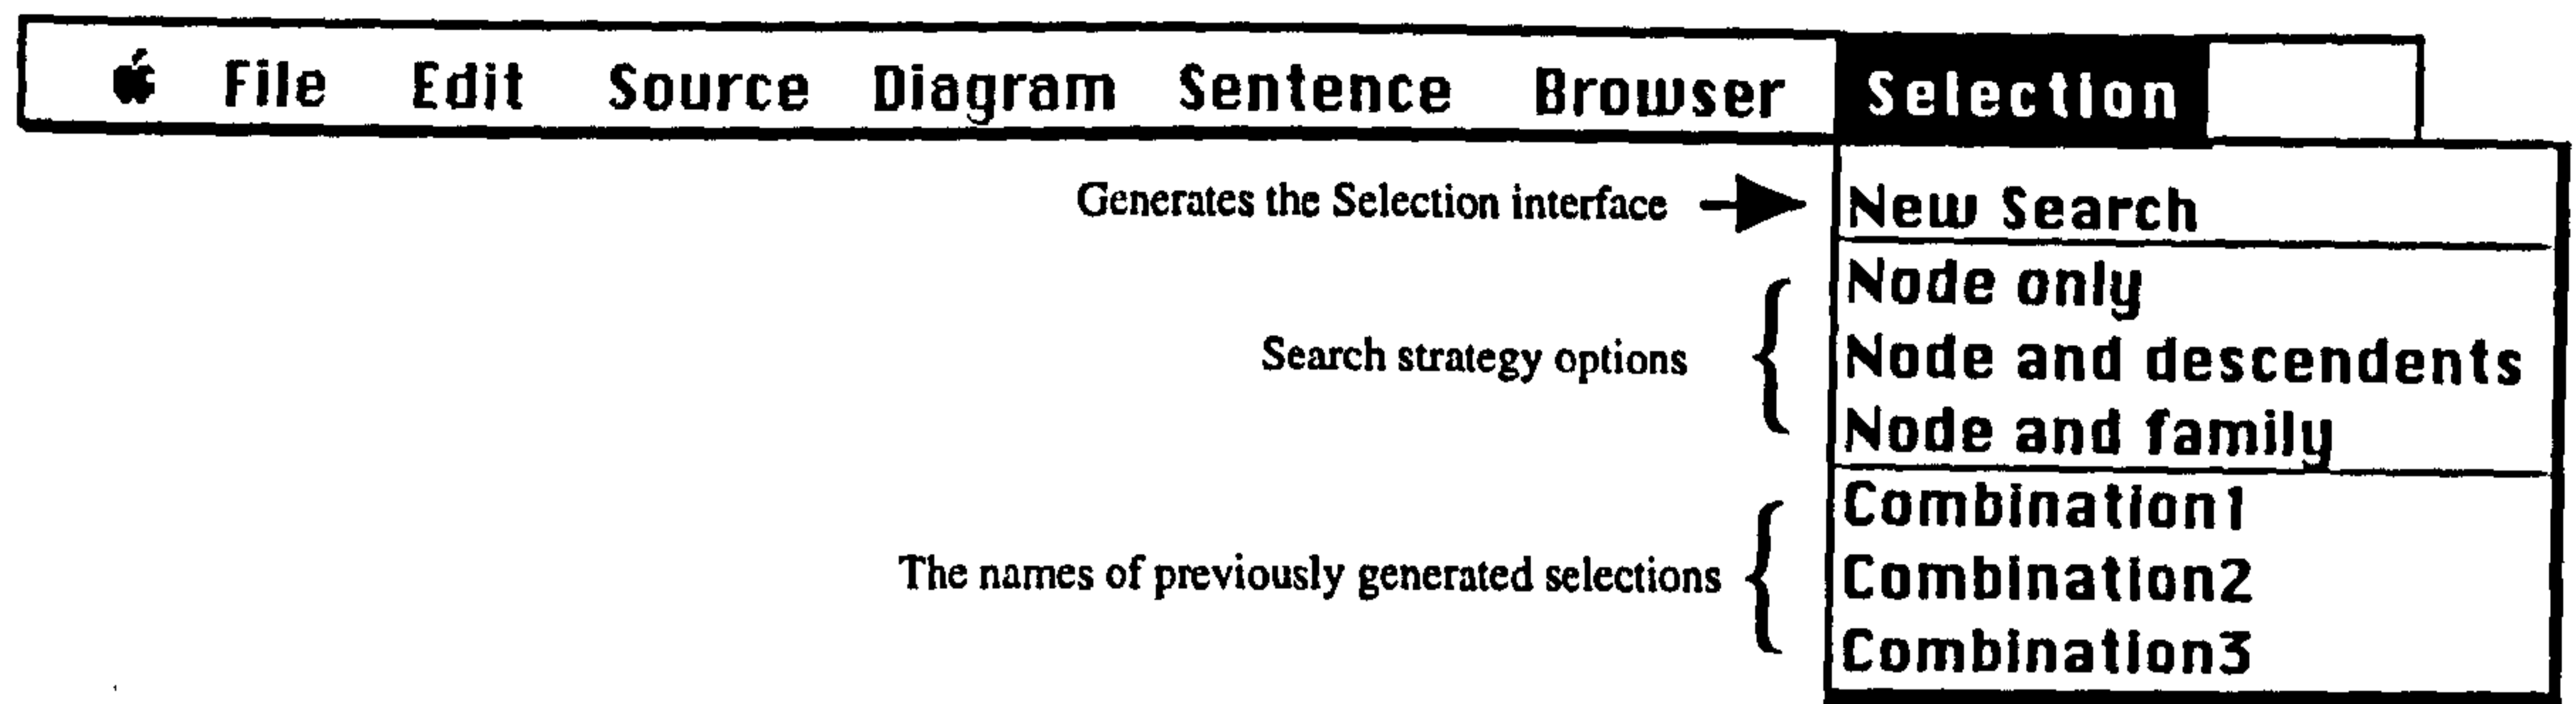 File Edit Source Diagram Sentence Browser Selection
Generates the Selection interface New Search
Node only
Search strategy options Node and descendents
Node and family
Combination1
The names of previously generated selections Combination2
Combination3